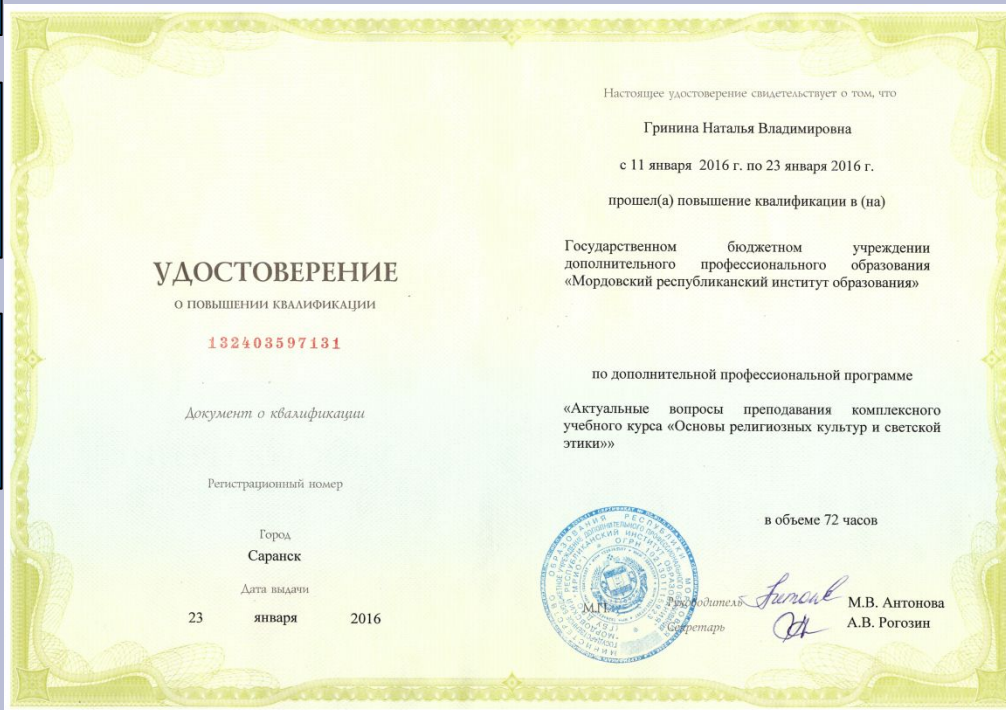 УДОСТОВЕРЕНИЕ
О ПОВЫШЕНИИ КВАЛИФИКАЦИИ
132403597131
Документ о квалификации
Регистрационный номер
Город
Саранск
Дата выдачи
23 января 2016
Настоящее удостоверение свидетельствует о том, что
Гринина Наталья Владимировна
с 11 января 2016 г. по 23 января 2016 г.
прошел(а) повышение квалификации в (на)
Государственном бюджетном учреждении
дополнительного профессионального образования
«Мордовский республиканский институт образования»
по дополнительной профессиональной программе
«Актуальные вопросы преподавания комплексного
учебного курса «Основы религиозных культур и светской
этики»»
в объеме 72 часов
М.П.
Руководитель
М.В. Антонова
Секретарь
А.В. Рогозин